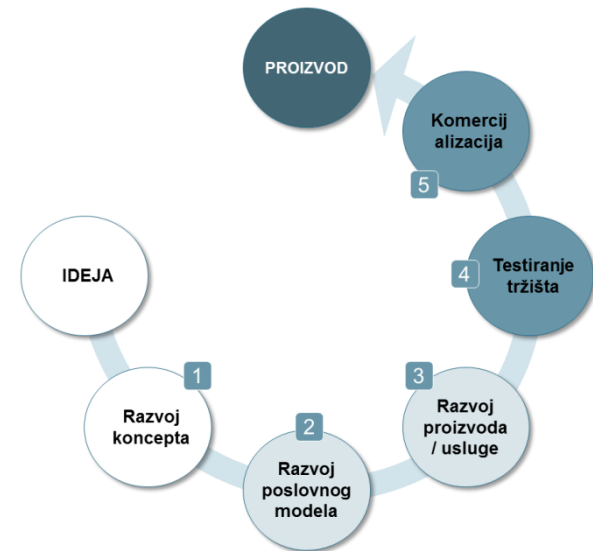 IDEJA
1
Razvoj
koncepta
2
Razvoj
poslovnog
modela
3
Razvoj
proizvoda
/ usluge
4
Testiranje
tržišta
5
Komercij
alizacija
PROIZVOD